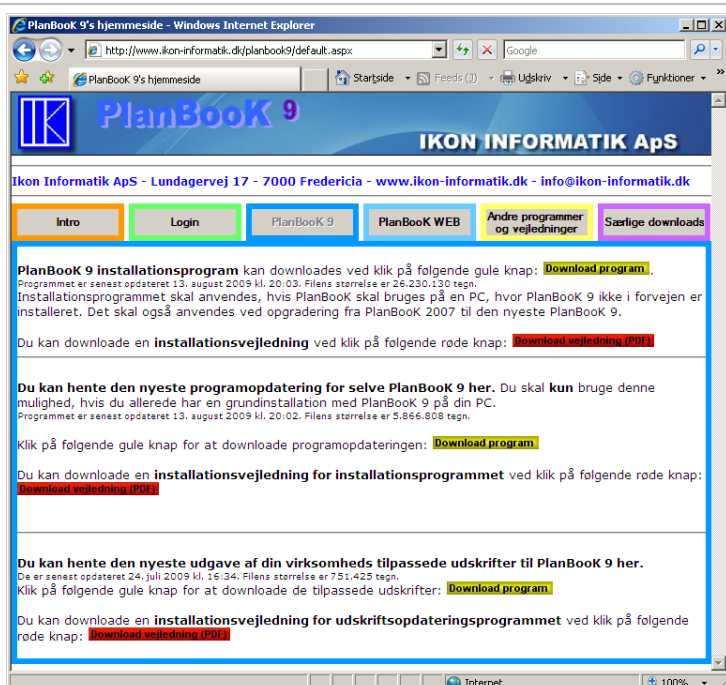 PlanBooK 9's hjemmeside - Windows Internet Explorer
http://www.ikon-informatik.dk/planbook9/default.aspx
Google
PlanBooK 9's hjemmeside
Startside
Feeds (J)
Udskriv
Side
Funktioner
»
IK
PlanBooK 9
IKON INFORMATIK ApS
Ikon Informatik ApS - Lundagervej 17 - 7000 Fredericia - www.ikon-informatik.dk - info@ikon-informatik.dk
Intro
Login
PlanBooK 9
PlanBooK WEB
Andre programmer
og vejledninger
Særlige downloads
PlanBooK 9 installationsprogram kan downloades ved klik på følgende gule knap: Download program .
Programmet er senest opdateret 13. august 2009 kl. 20:03. Filens størrelse er 26.230.130 tegn.
Installationsprogrammet skal anvendes, hvis PlanBooK skal bruges på en PC, hvor PlanBooK 9 ikke i forvejen er
installeret. Det skal også anvendes ved opgradering fra PlanBooK 2007 til den nyeste PlanBooK 9.
Du kan downloade en installationsvejledning ved klik på følgende røde knap: Download vejledning (PDF)
Du kan hente den nyeste programopdatering for selve PlanBooK 9 her. Du skal kun bruge denne
mulighed, hvis du allerede har en grundinstallation med PlanBooK 9 på din PC.
Programmet er senest opdateret 13. august 2009 kl. 20:02. Filens størrelse er 5.866.808 tegn.
Klik på følgende gule knap for at downloade programopdateringen: Download program
Du kan downloade en installationsvejledning for installationsprogrammet ved klik på følgende røde knap:
Download vejledning (PDF)
Du kan hente den nyeste udgave af din virksomheds tilpassede udskrifter til PlanBooK 9 her.
De er senest opdateret 24. juli 2009 kl. 16:34. Filens størrelse er 751.425 tegn.
Klik på følgende gule knap for at downloade de tilpassede udskrifter: Download program
Du kan downloade en installationsvejledning for udskriftsopdateringsprogrammet ved klik på følgende
røde knap: Download vejledning (PDF)
Internet
100%